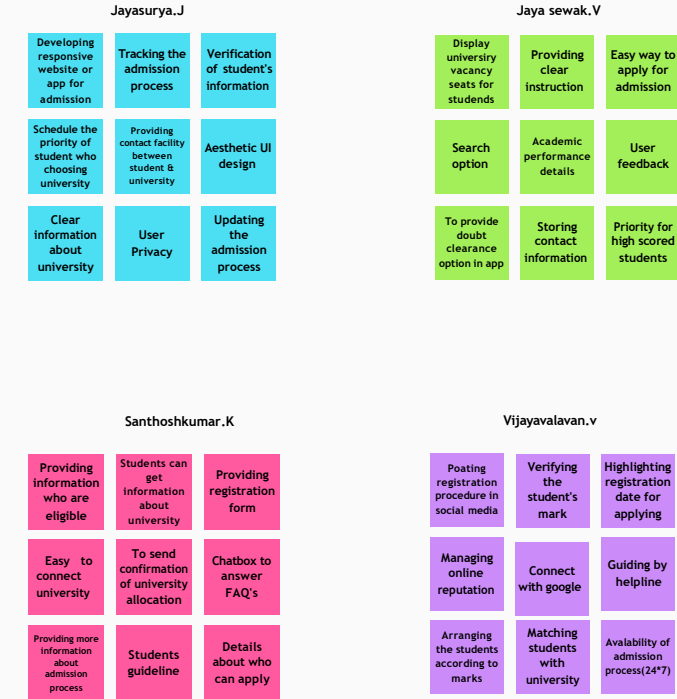 Jayasurya.J
Developing
responsive
website or
app for
admission
Tracking the
admission
process
Verification
of student's
information
Schedule the
priority of
student who
choosing
university
Providing
contact facility
between
student &
university
Aesthetic UI
design
Clear
information
about
university
User
Privacy
Updating
the
admission
process
Jaya sewak.V
Display
universiry
vacancy
seats for
studends
Providing
clear
instruction
Easy way to
apply for
admission
Search
option
Academic
performance
details
User
feedback
To provide
doubt
clearance
option in app
Storing
contact
information
Priority for
high scored
students
Santhoshkumar.K
Providing
information
who are
eligible
Students can
get
information
about
university
Providing
registration
form
Easy to
connect
university
To send
confirmation
of university
allocation
Chatbox to
answer
FAQ's
Providing more
information
about
admission
process
Students
guideline
Details
about who
can apply
Vijayavalavan.v
Poating
registration
procedure in
social media
Verifying
the
student's
mark
Highlighting
registration
date for
applying
Managing
online
reputation
Connect
with google
Guiding by
helpline
Arranging
the students
according to
marks
Matching
students
with
university
Avalability of
admission
process(24*7)